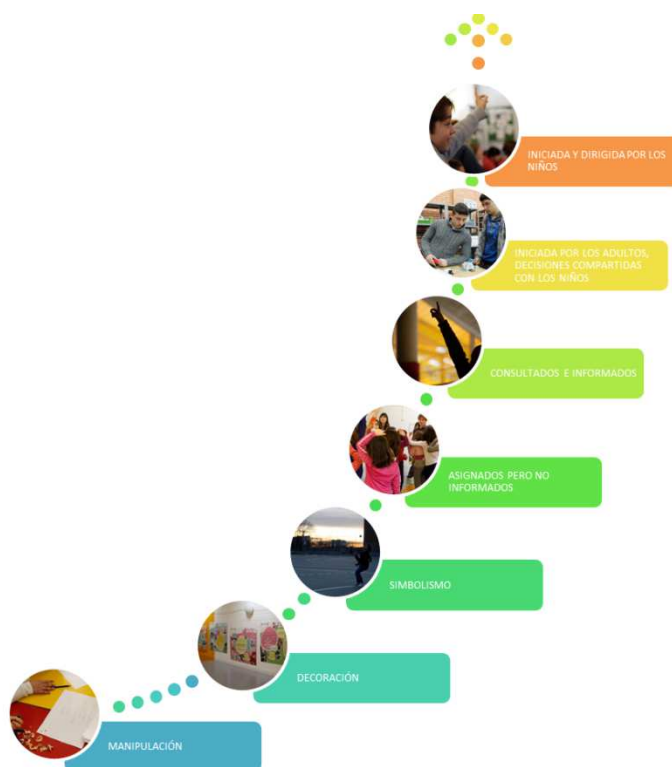 INICIADA Y DIRIGIDA POR LOS
NIÑOS
INICIADA POR LOS ADULTOS,
DECISIONES COMPARTIDAS
CON LOS NIÑOS
CONSULTADOS E INFORMADOS
ASIGNADOS PERO NO
INFORMADOS
SIMBOLISMO
DECORACIÓN
MANIPULACIÓN